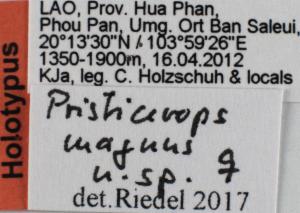 Holotypus
LAO, Prov. Hua Phan,
Phou Pan, Umg. Ort Ban Saleui,
20°13'30"N / 103°59'26"E
1350-1900m, 16.04.2012
KJa, leg. C. Holzschuh & locals
Pristicerops
magnus
n. sp. ♀
det. Riedel 2017